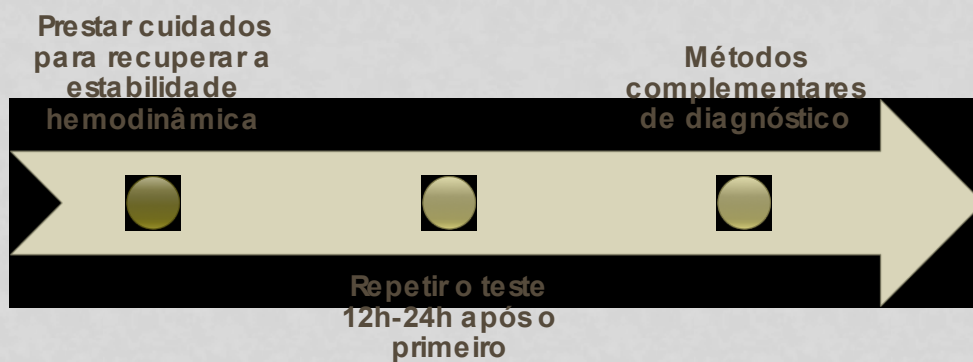 Prestar cuidados
para recuperar a
estabilidade
hemodinâmica
Repetir o teste
12h-24h após o
primeiro
Métodos
complementares
de diagnóstico